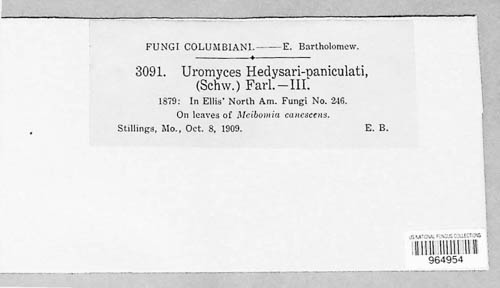 FUNGI COLUMBIANI.——E. Bartholomew.
3091. Uromyces Hedysari-paniculati,
(Schw.) Farl.—III.
1879: In Ellis' North Am. Fungi No. 246.
On leaves of Meibomia canescens.
Stillings, Mo., Oct. 8, 1909. E. B.
US NATIONAL FUNGUS COLLECTIONS
964954